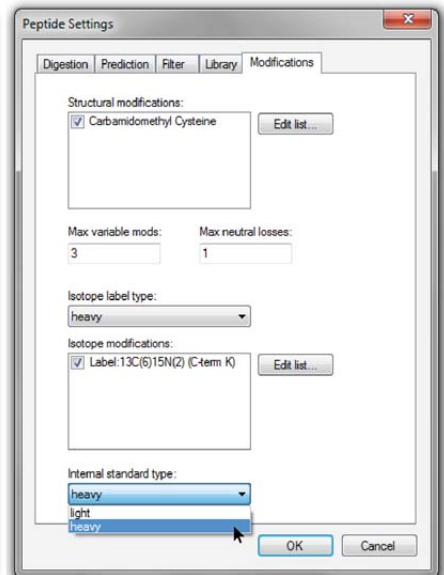 Peptide Settings
Digestion Prediction Filter Library Modifications
Structural modifications:
Carbamidomethyl Cysteine
Edit list...
Max variable mods: Max neutral losses:
3 1
Isotope label type:
heavy
Isotope modifications:
Label:13C(6)15N(2) (C-term K)
Edit list...
Internal standard type:
heavy
light
heavy
OK Cancel